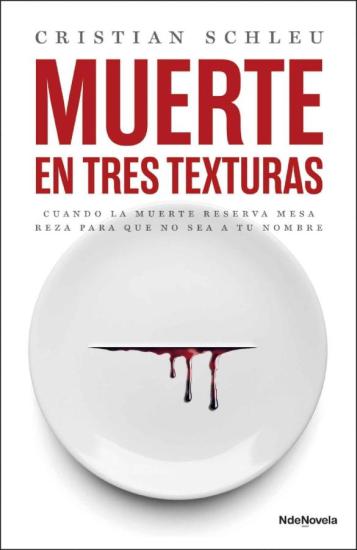 CRISTIAN SCHLEU
MUERTE
EN TRES TEXTURAS
CUANDO LA MUERTE RESERVA MESA
REZA PARA QUE NO SEA A TU NOMBRE
NdeNovela